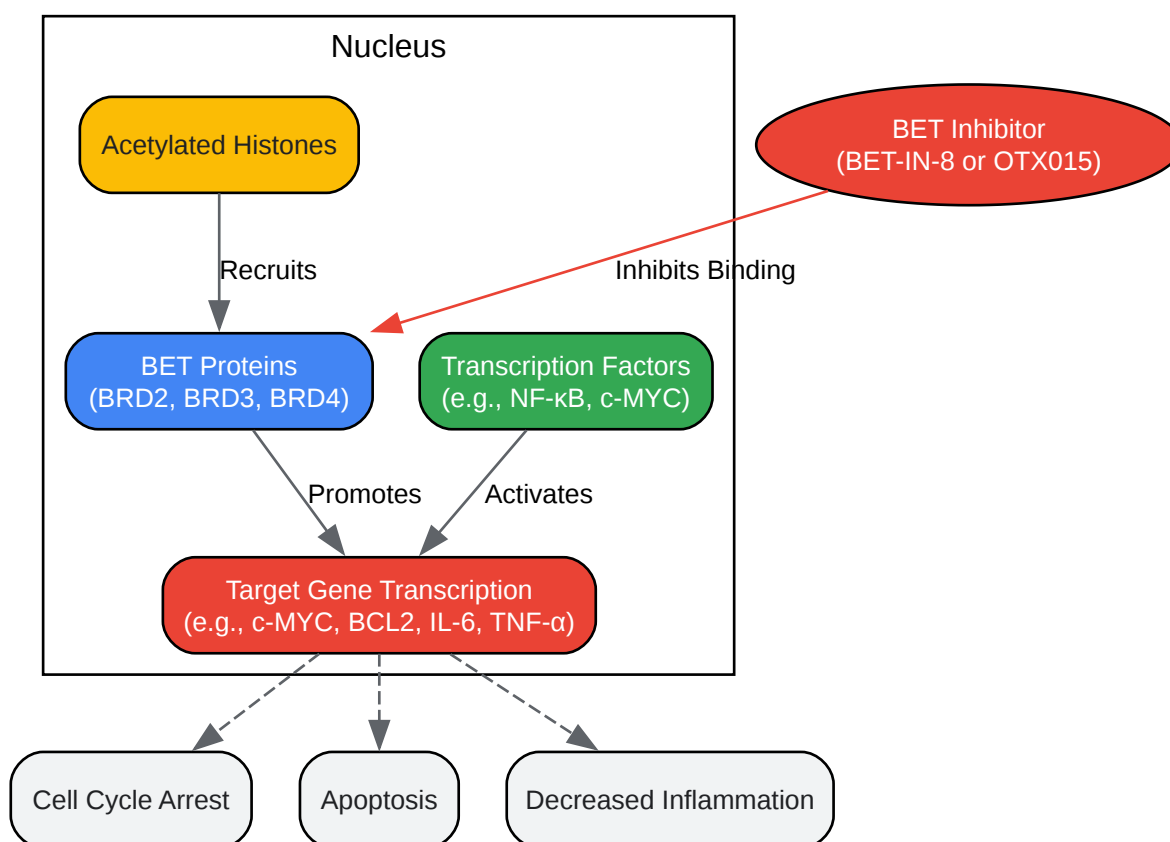 Nucleus
Acetylated Histones
BET Inhibitor
(BET-IN-8 or OTX015)
Recruits
Inhibits Binding
BET Proteins
(BRD2, BRD3, BRD4)
Transcription Factors
(e.g., NF-κB, c-MYC)
Promotes
Activates
Target Gene Transcription
(e.g., c-MYC, BCL2, IL-6, TNF-α)
Cell Cycle Arrest
Apoptosis
Decreased Inflammation